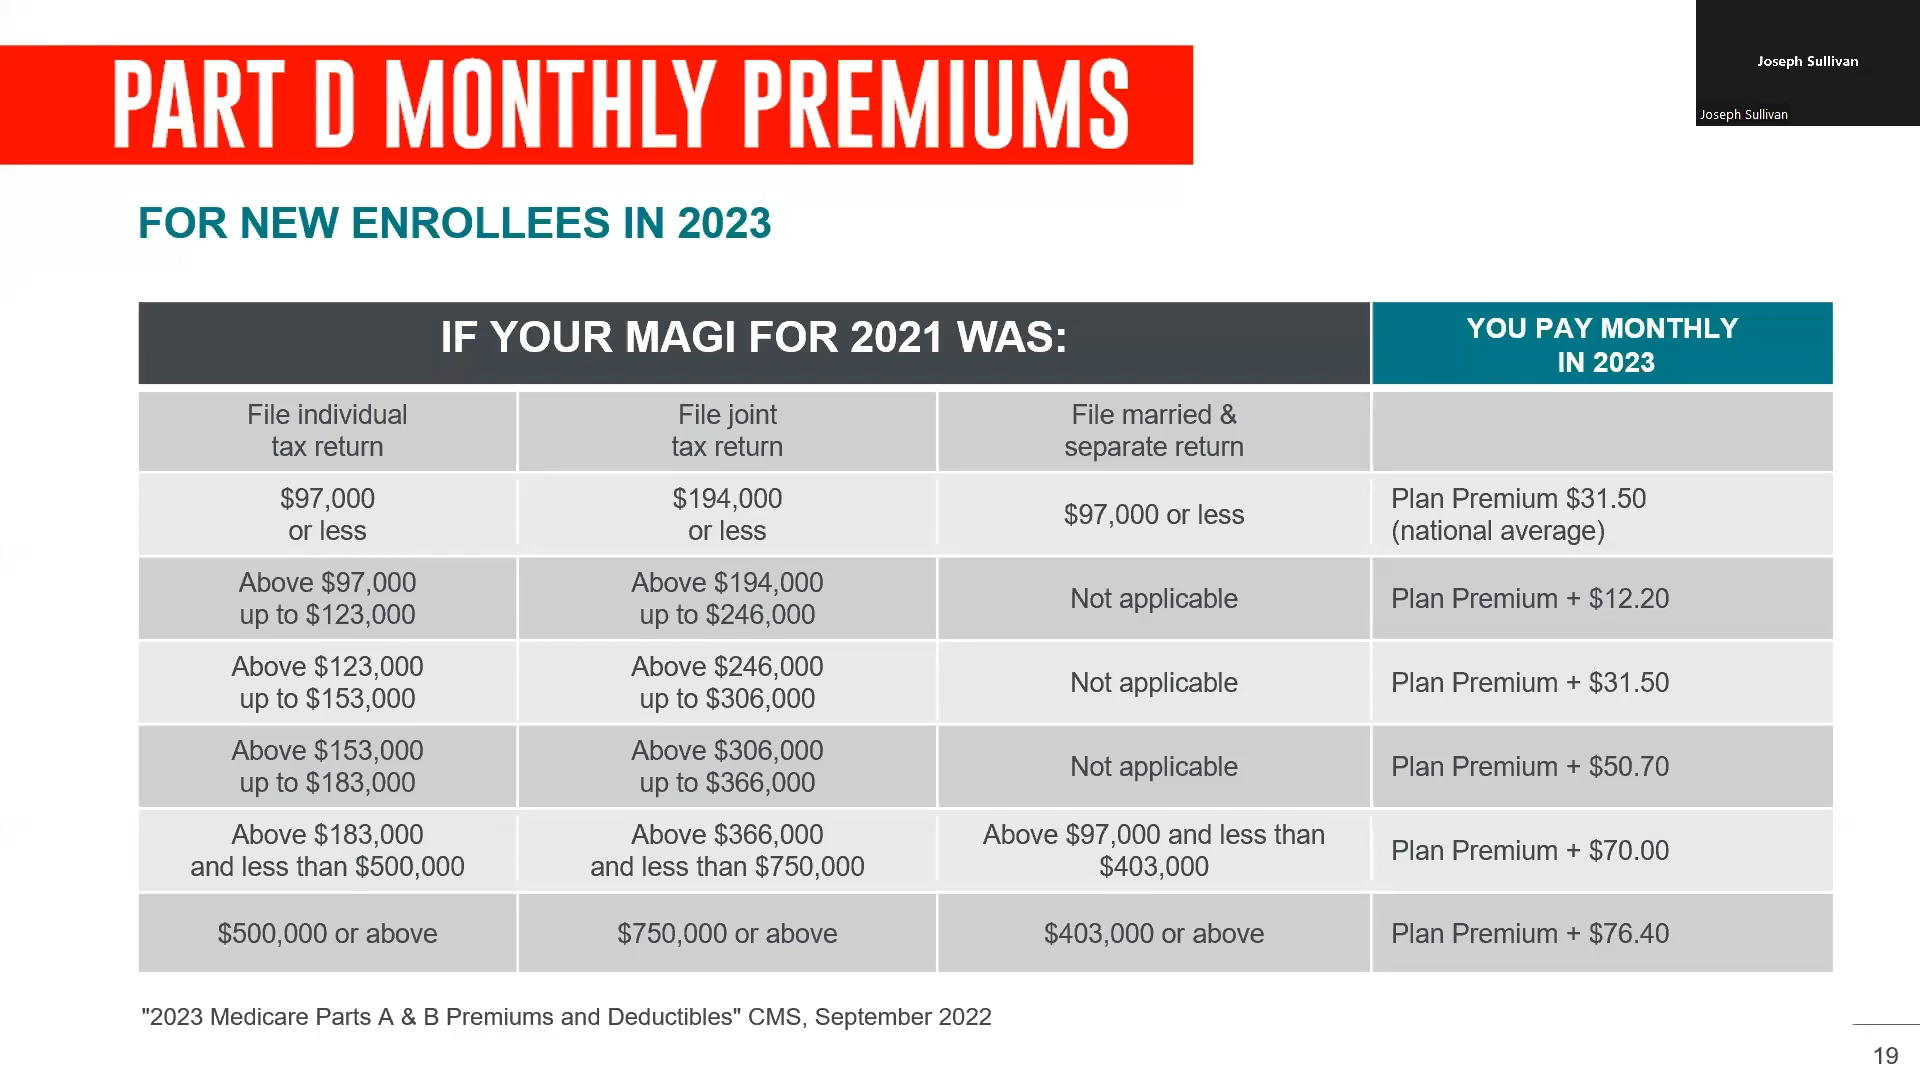 PART D MONTHLY PREMIUMS
Joseph Sullivan
Joseph Sullivan
FOR NEW ENROLLEES IN 2023
IF YOUR MAGI FOR 2021 WAS:
YOU PAY MONTHLY
IN 2023
File individual
tax return
File joint
tax return
File married &
separate return
$97,000
or less
$194,000
or less
$97,000 or less
Plan Premium $31.50
(national average)
Above $97,000
up to $123,000
Above $194,000
up to $246,000
Not applicable
Plan Premium + $12.20
Above $123,000
up to $153,000
Above $246,000
up to $306,000
Not applicable
Plan Premium + $31.50
Above $153,000
up to $183,000
Above $306,000
up to $366,000
Not applicable
Plan Premium + $50.70
Above $183,000
and less than $500,000
Above $366,000
and less than $750,000
Above $97,000 and less than
$403,000
Plan Premium + $70.00
$500,000 or above
$750,000 or above
$403,000 or above
Plan Premium + $76.40
"2023 Medicare Parts A & B Premiums and Deductibles" CMS, September 2022
19